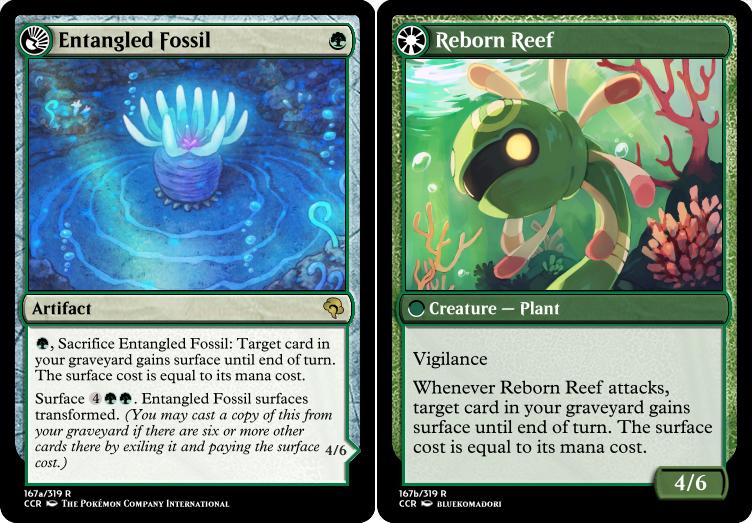 Entangled Fossil
Artifact
, Sacrifice Entangled Fossil: Target card in
your graveyard gains surface until end of turn.
The surface cost is equal to its mana cost.
Surface 4. Entangled Fossil surfaces
transformed. (You may cast a copy of this from
your graveyard if there are six or more other
cards there by exiling it and paying the surface
cost.)
4/6
167a/319 R
CCR The Pokémon Company International
Reborn Reef
Creature — Plant
Vigilance
Whenever Reborn Reef attacks,
target card in your graveyard gains
surface until end of turn. The surface
cost is equal to its mana cost.
4/6
167b/319 R
CCR bluekomadori